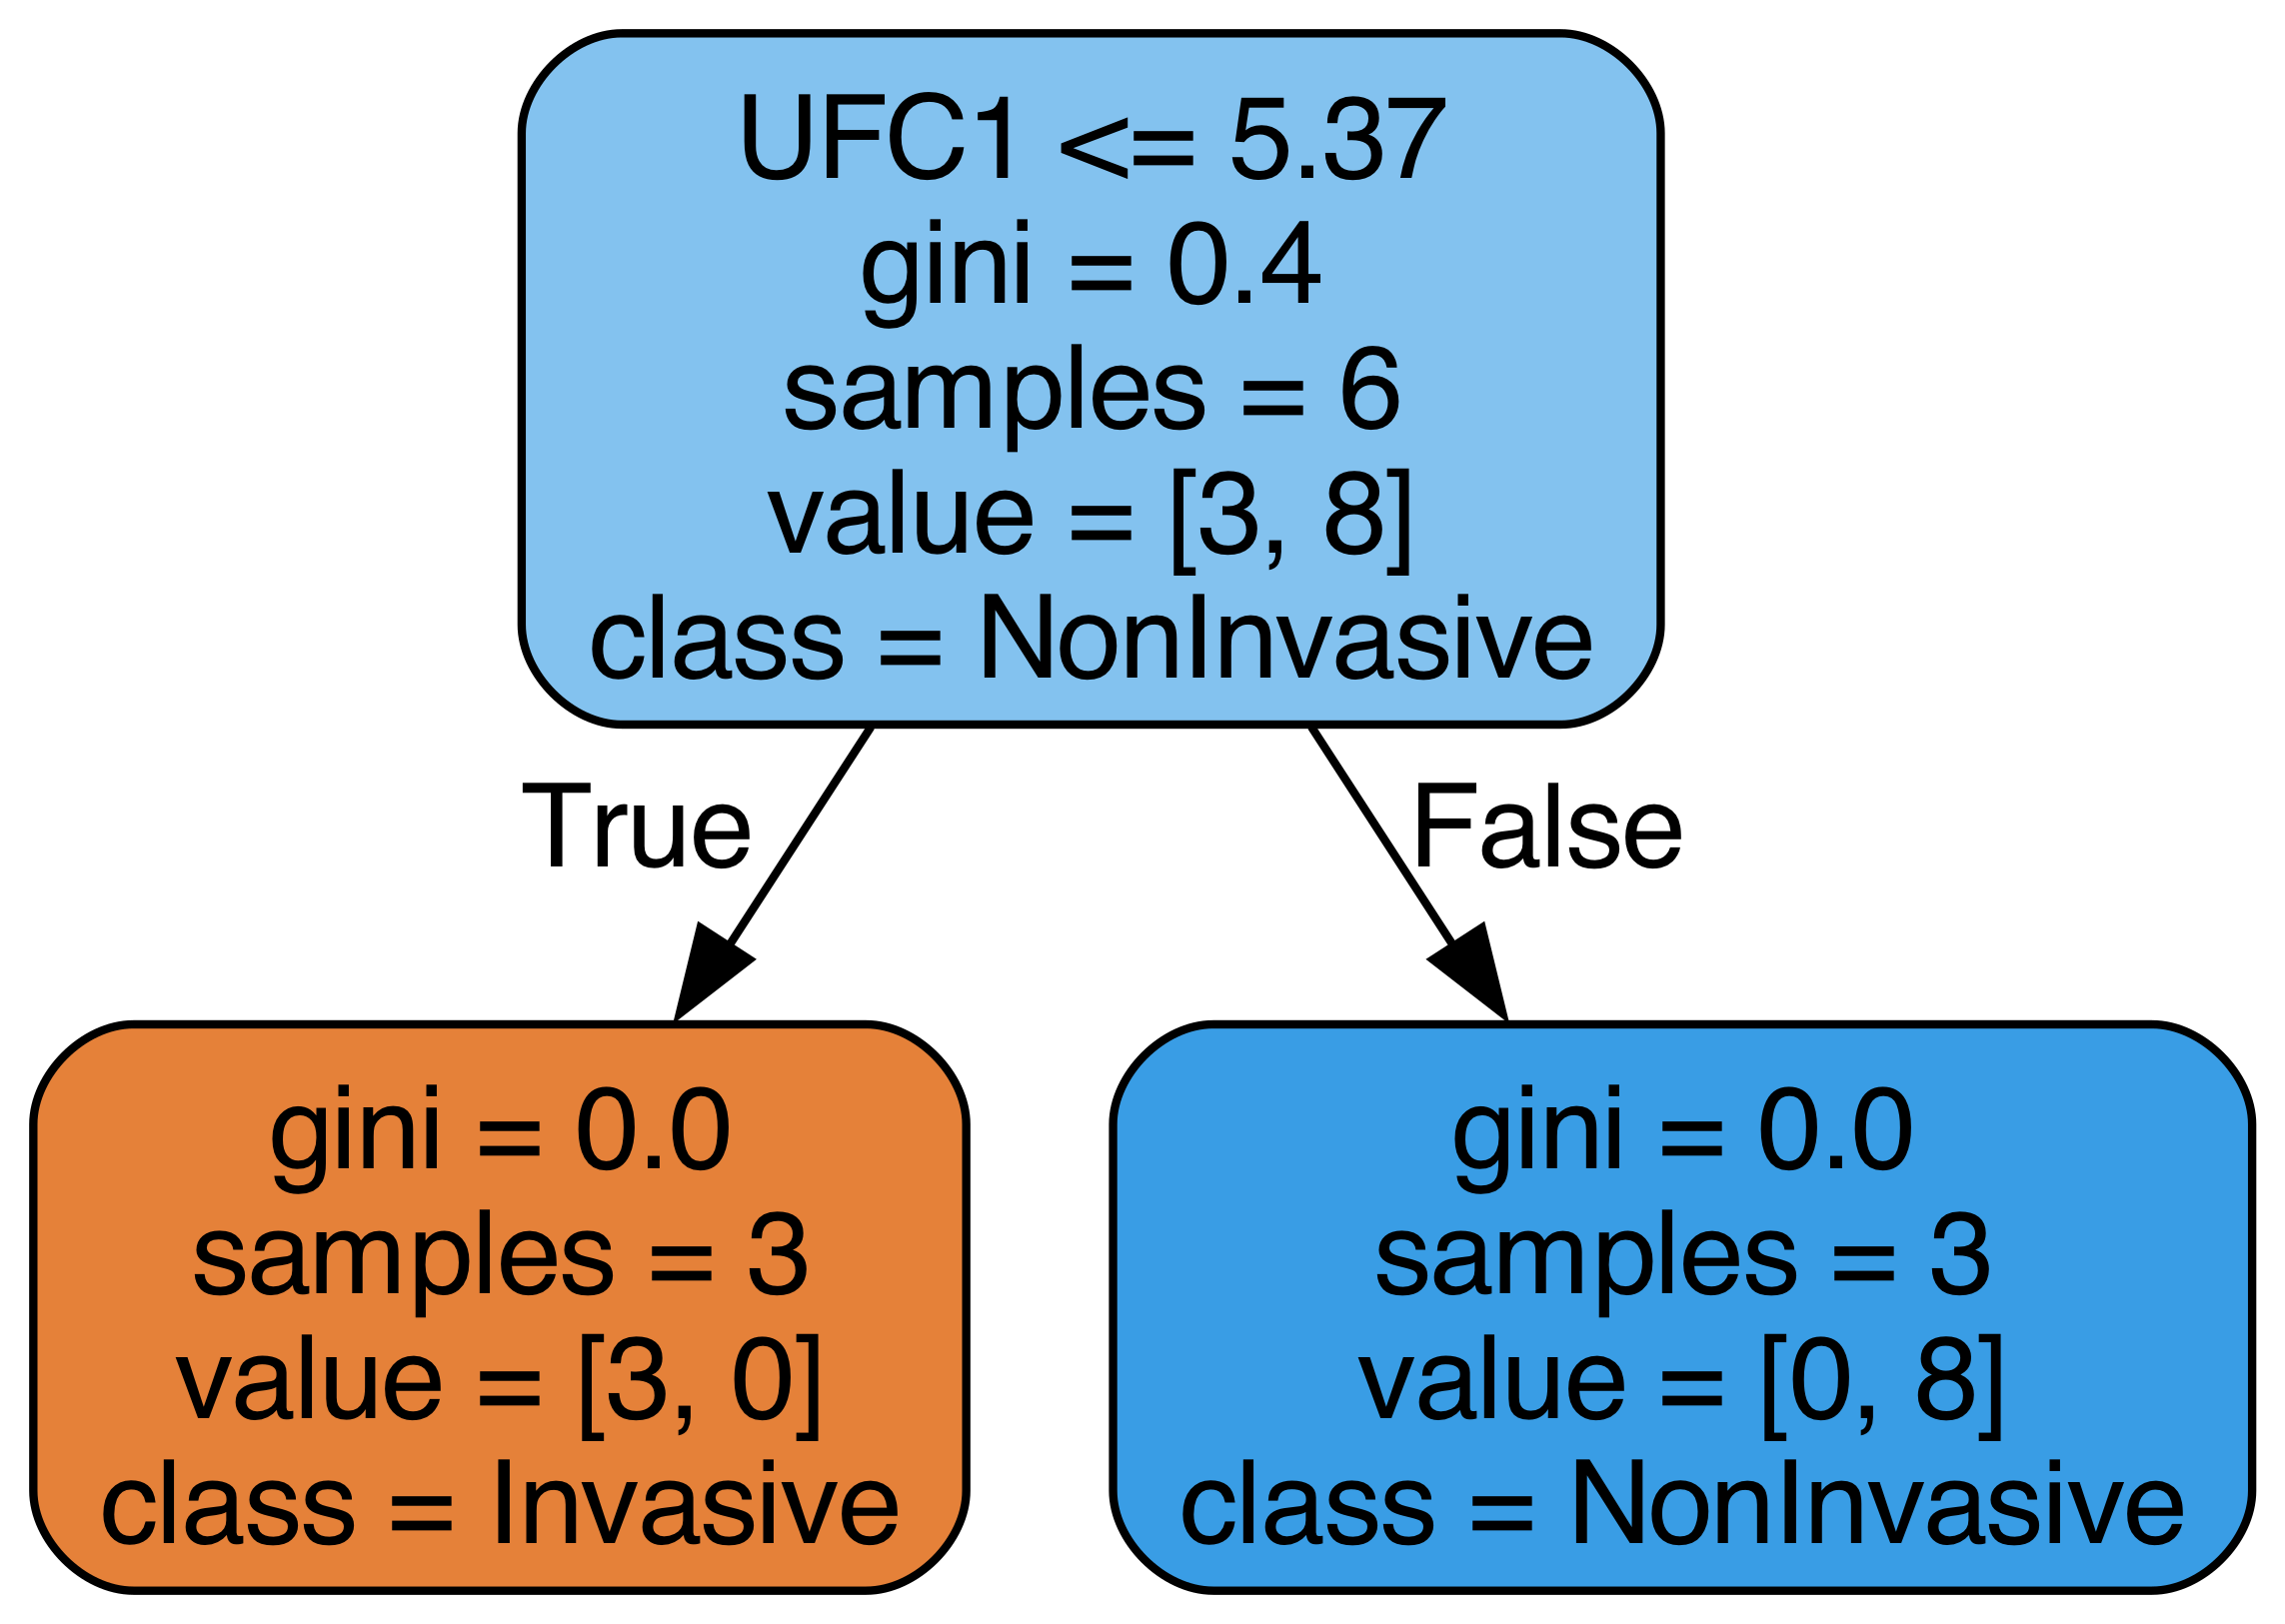 UFC1 <= 5.37
gini = 0.4
samples = 6
value = [3, 8]
class = NonInvasive
True
False
gini = 0.0
samples = 3
value = [3, 0]
class = Invasive
gini = 0.0
samples = 3
value = [0, 8]
class = NonInvasive